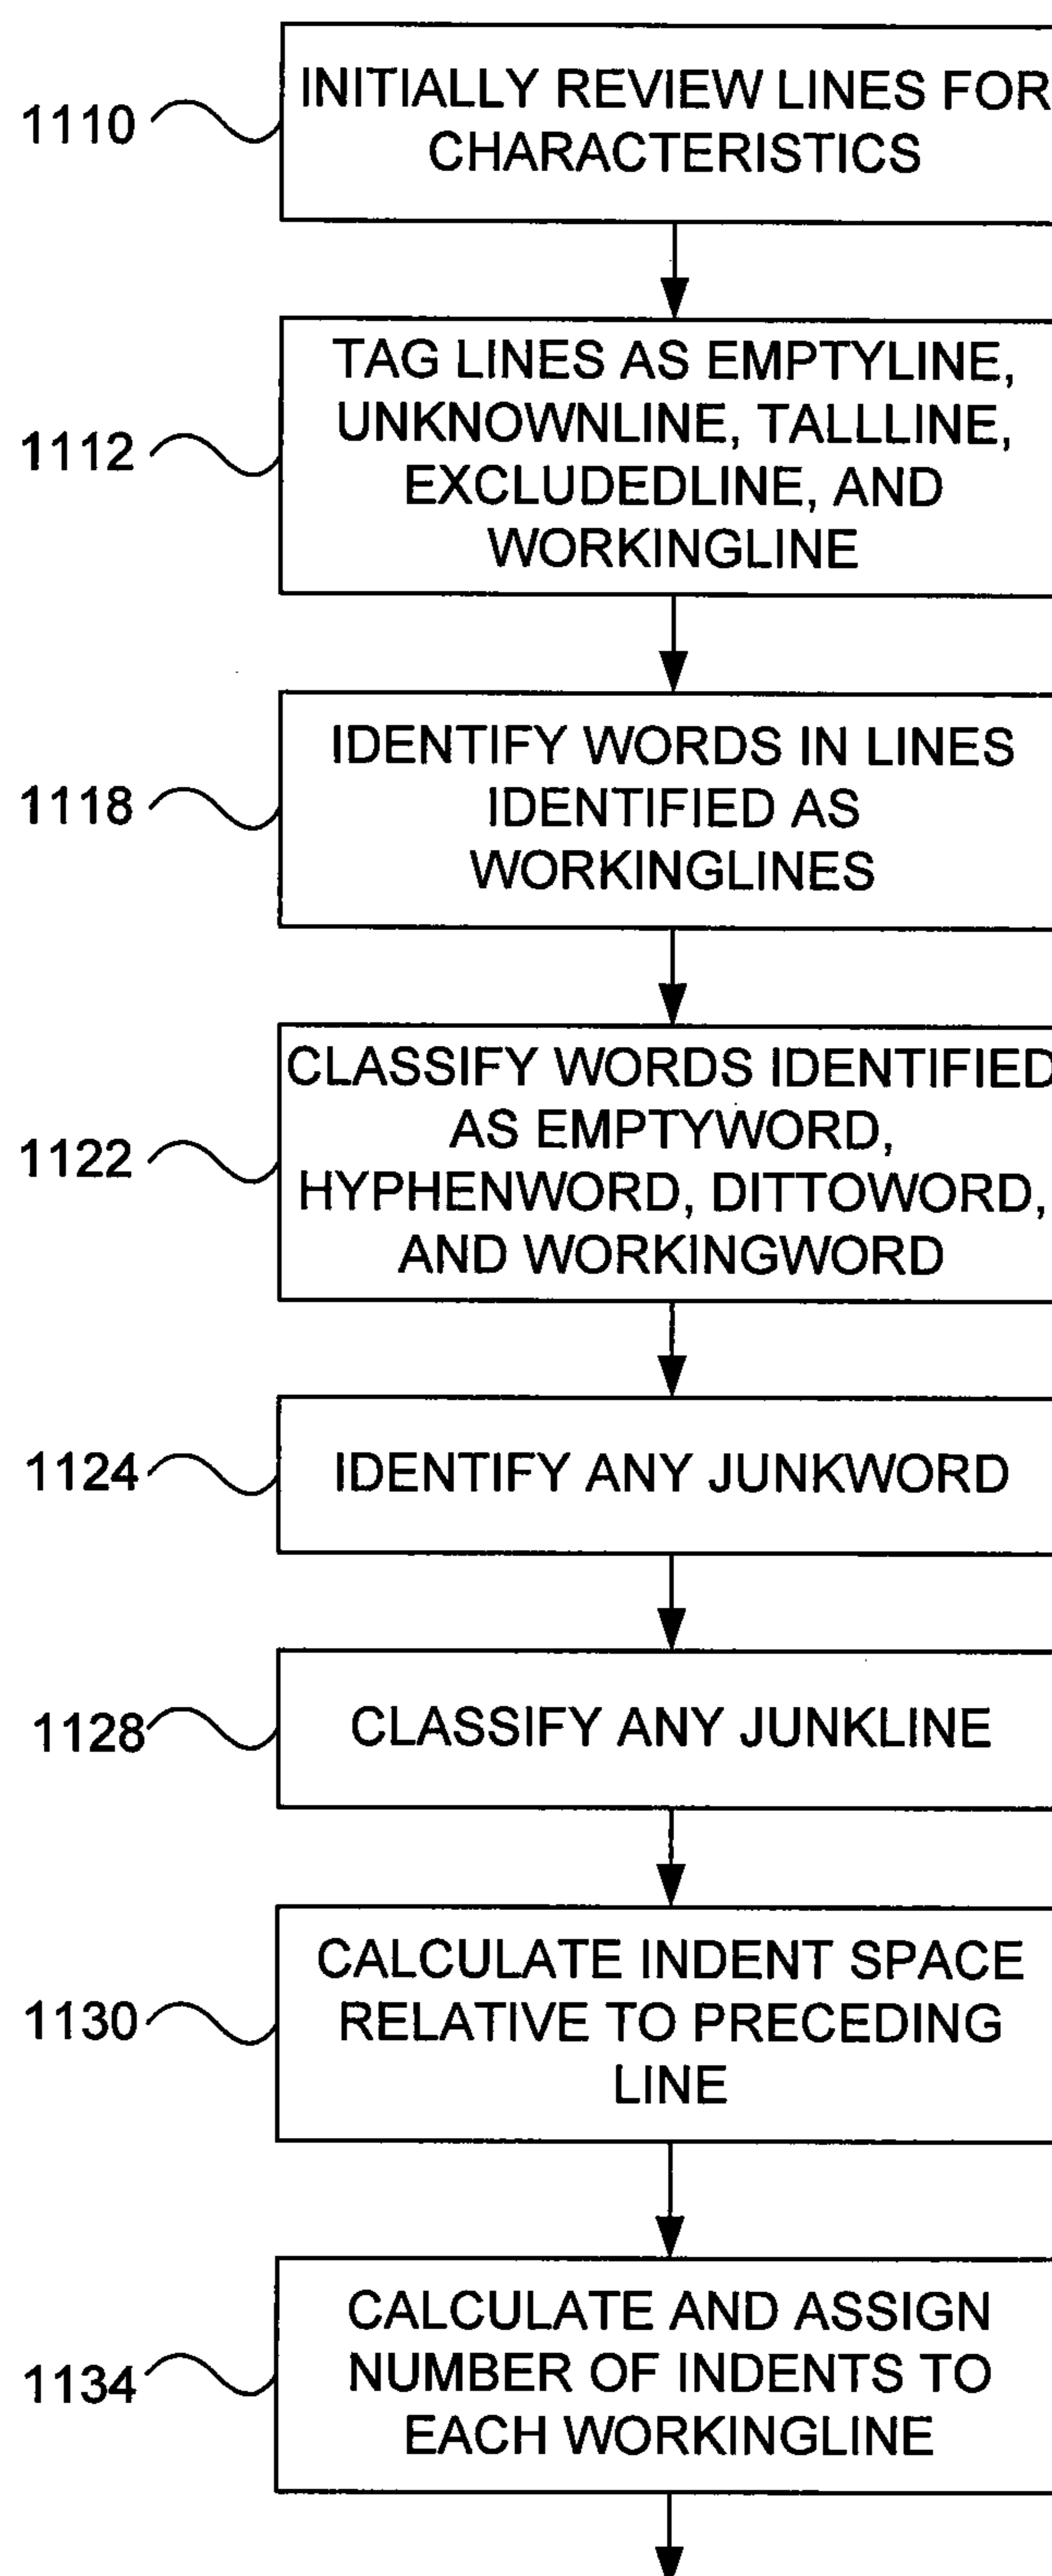 1110
INITIALLY REVIEW LINES FOR
CHARACTERISTICS
1112
TAG LINES AS EMPTYLINE,
UNKNOWNLINE, TALLLINE,
EXCLUDEDLINE, AND
WORKINGLINE
1118
IDENTIFY WORDS IN LINES
IDENTIFIED AS
WORKINGLINES
1122
CLASSIFY WORDS IDENTIFIED
AS EMPTYWORD,
HYPHENWORD, DITTOWORD,
AND WORKINGWORD
1124
IDENTIFY ANY JUNKWORD
1128
CLASSIFY ANY JUNKLINE
1130
CALCULATE INDENT SPACE
RELATIVE TO PRECEDING
LINE
1134
CALCULATE AND ASSIGN
NUMBER OF INDENTS TO
EACH WORKINGLINE